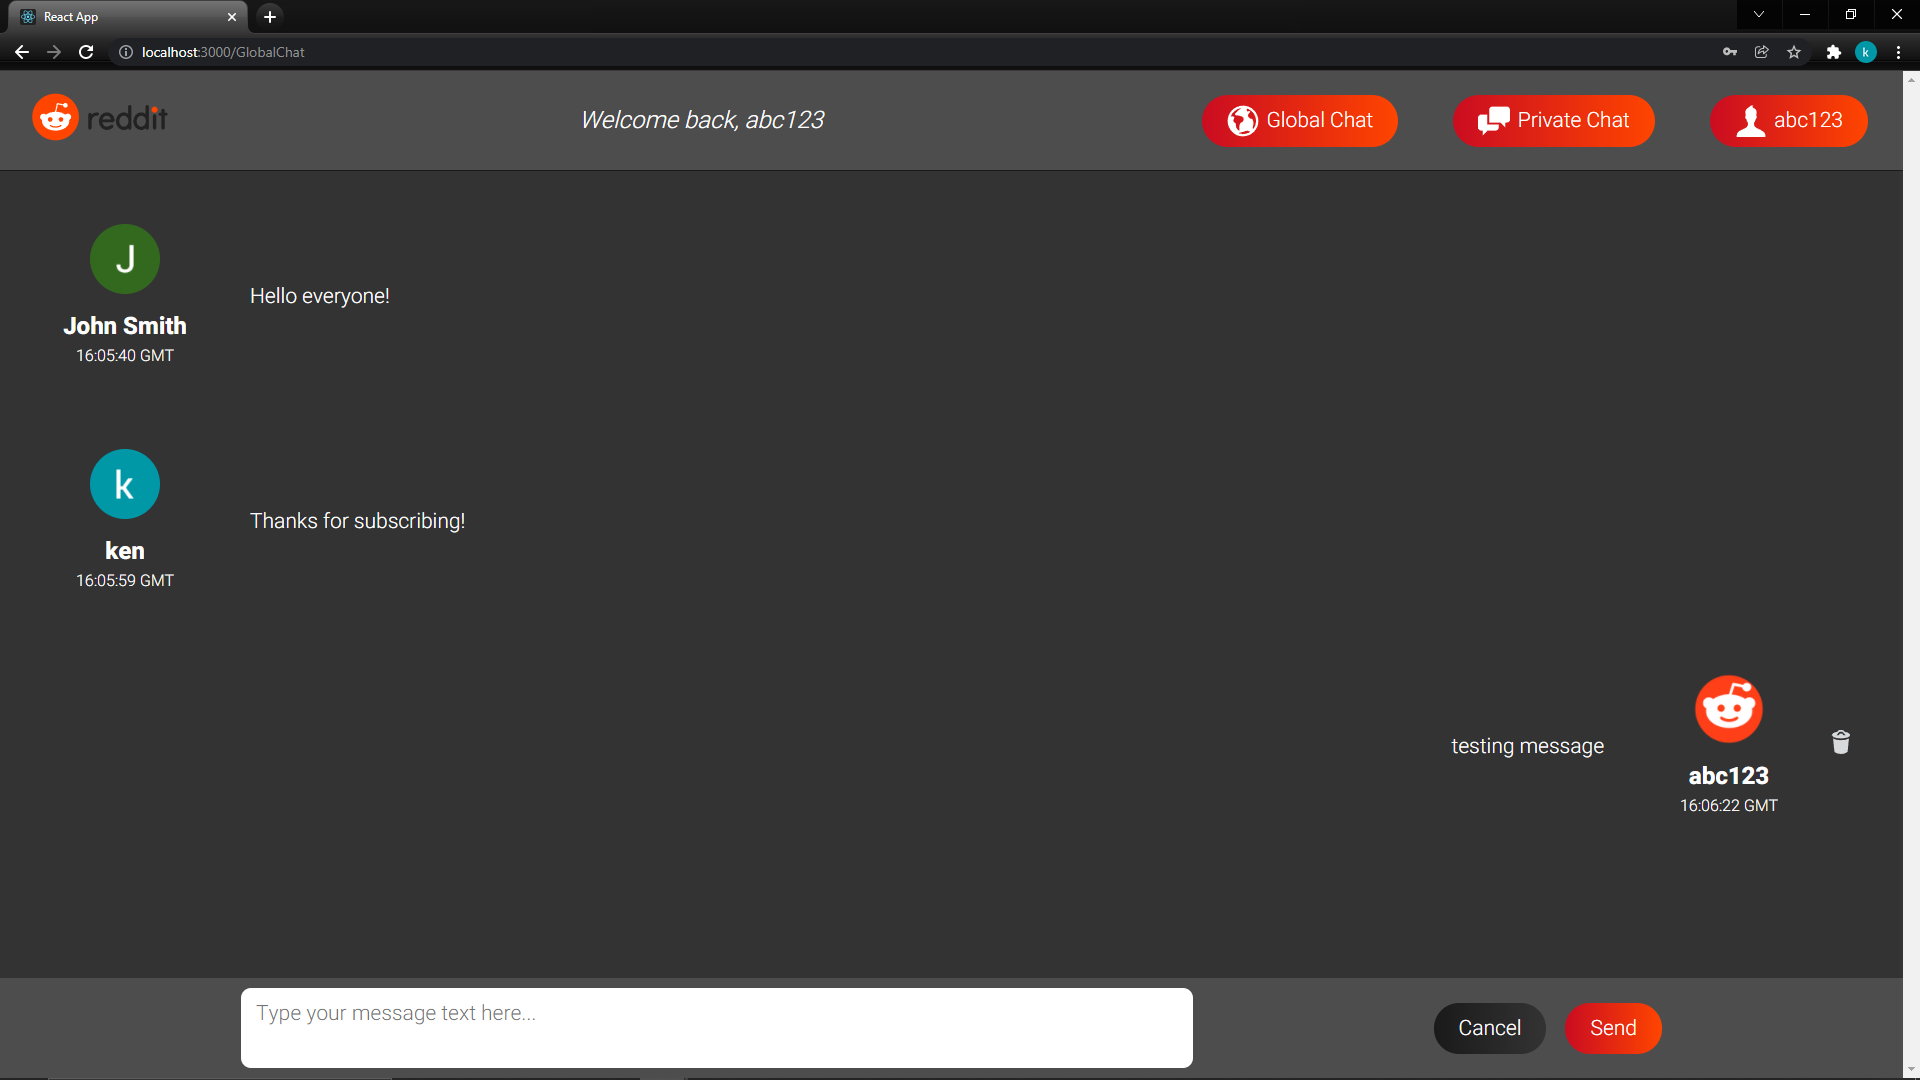 React App
localhost:3000/GlobalChat
k
reddit
Welcome back, abc123
Global Chat
Private Chat
abc123
J
John Smith
16:05:40 GMT
Hello everyone!
k
ken
16:05:59 GMT
Thanks for subscribing!
testing message
abc123
16:06:22 GMT
Type your message text here...
Cancel
Send